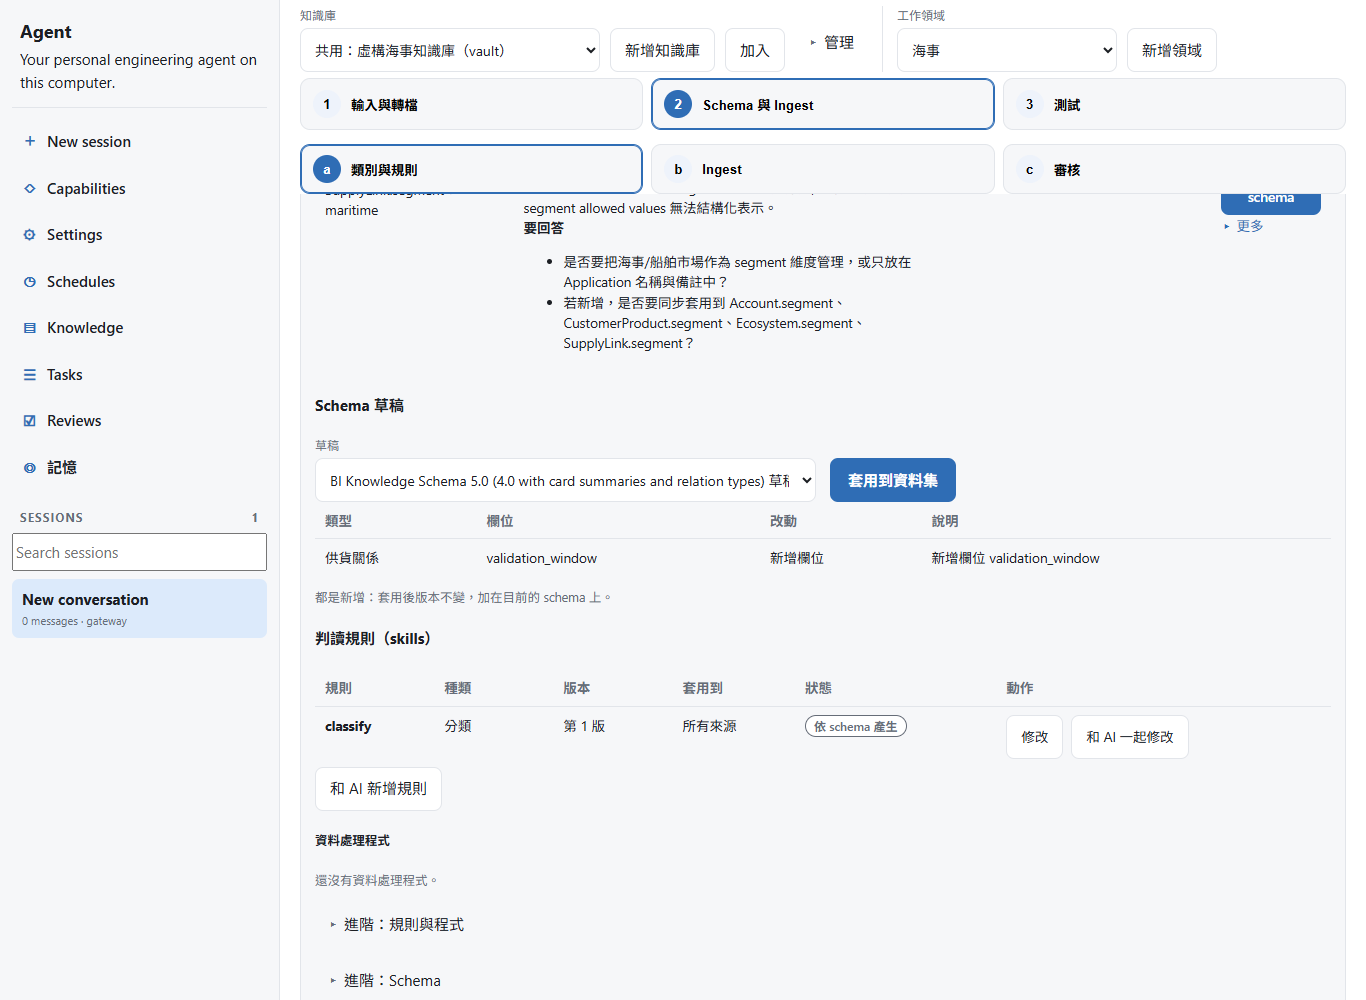 Agent
Your personal engineering agent on
this computer.
New session
Capabilities
Settings
Schedules
Knowledge
Tasks
Reviews
記憶
SESSIONS 1
Search sessions
New conversation
0 messages · gateway
知識庫
共用：虛構海事知識庫（vault）
新增知識庫
加入
管理
工作領域
海事
新增領域
1 輸入與轉檔
2 Schema 與 Ingest
3 測試
a 類別與規則
b Ingest
c 審核
maritime
segment allowed values 無法結構化表示。
要回答
是否要把海事/船舶市場作為 segment 維度管理，或只放在
Application 名稱與備註中？
若新增，是否要同步套用到 Account.segment、
CustomerProduct.segment、Ecosystem.segment、
SupplyLink.segment？
schema
更多
Schema 草稿
草稿
BI Knowledge Schema 5.0 (4.0 with card summaries and relation types) 草
套用到資料集
類型 欄位 改動 說明
供貨關係 validation_window 新增欄位 新增欄位 validation_window
都是新增：套用後版本不變，加在目前的 schema 上。
判讀規則（skills）
規則 種類 版本 套用到 狀態 動作
classify 分類 第 1 版 所有來源 依 schema 產生 修改 和 AI 一起修改
和 AI 新增規則
資料處理程式
還沒有資料處理程式。
進階：規則與程式
進階：Schema